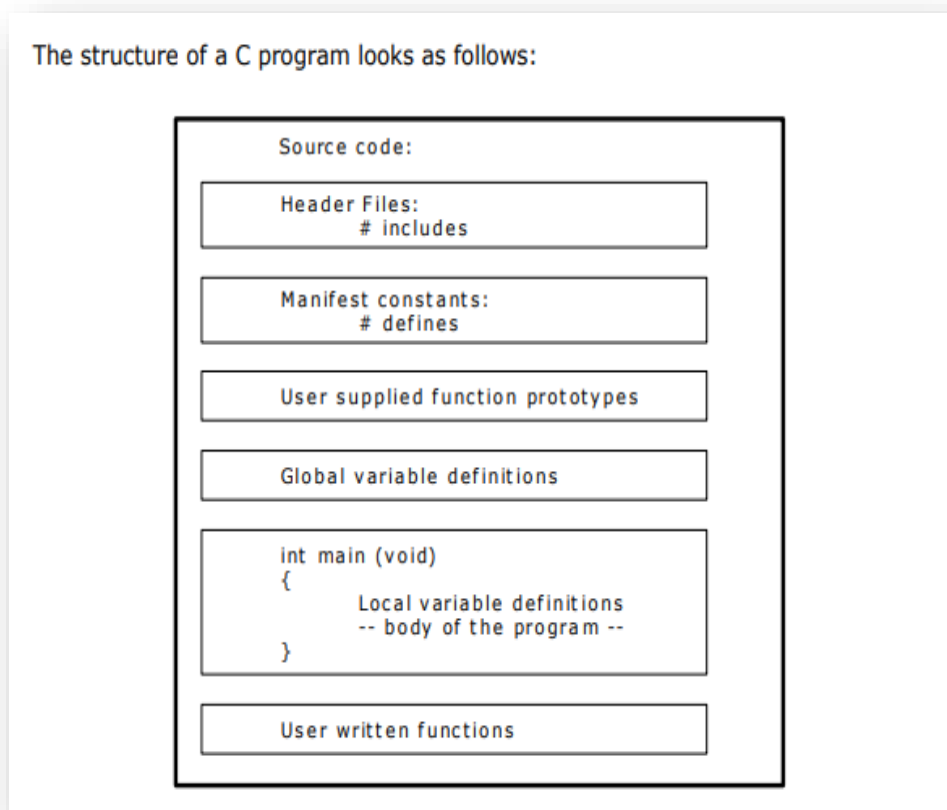 The structure of a C program looks as follows:
Source code:
Header Files:
# includes
Manifest constants:
# defines
User supplied function prototypes
Global variable definitions
int main (void)
{
Local variable definitions
-- body of the program --
}
User written functions